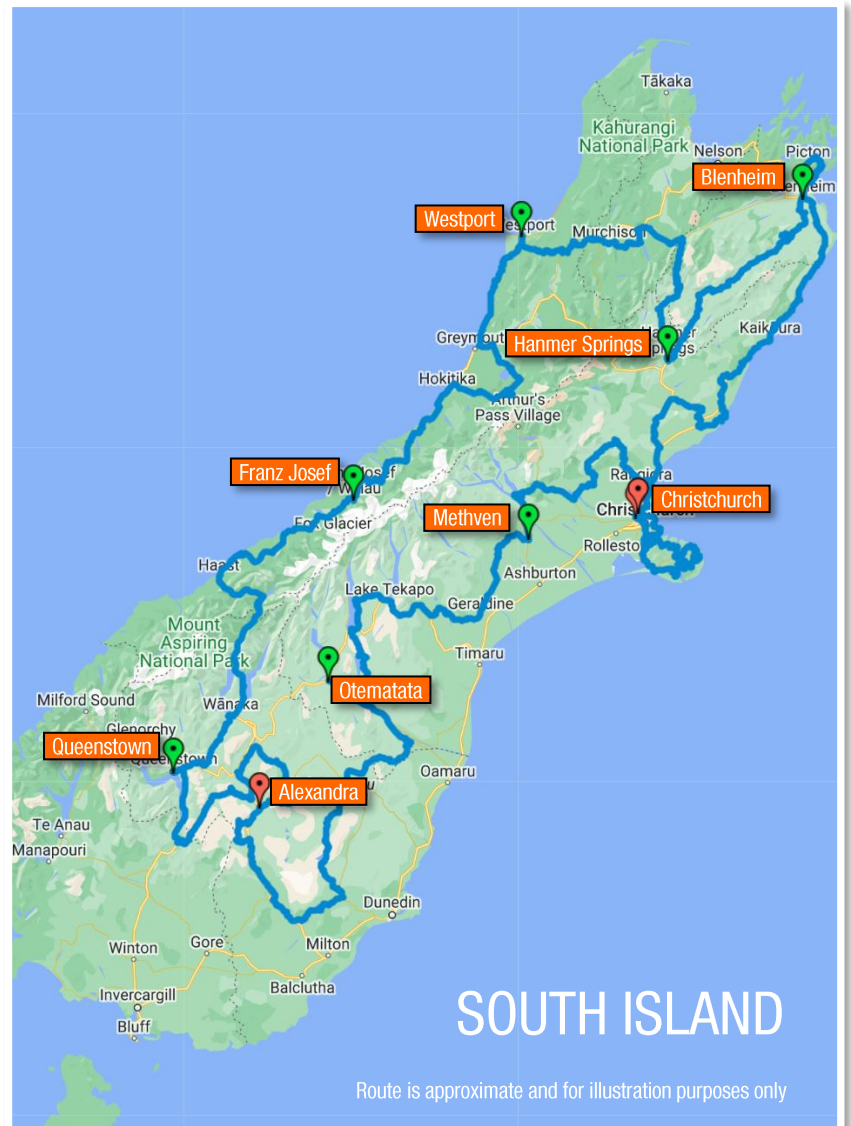 Tākaka
Kahurangi
National Park
Nelson
Picton
Blenheim
Westport
Murchison
Hanmer Springs
Kaikōura
Greymout
Hokitika
Arthur's
Pass Village
Franz Josef
Rangiora
Christchurch
Methven
Fox Glacier
Rollesto
Haast
Ashburton
Lake Tekapo
Geraldine
Mount
Aspiring
National Park
Timaru
Otematata
Milford Sound
Wānaka
Glenorchy
Queenstown
Oamaru
Alexandra
Te Anau
Manapouri
Dunedin
Winton
Gore
Milton
Balclutha
Invercargill
Bluff
SOUTH ISLAND
Route is approximate and for illustration purposes only